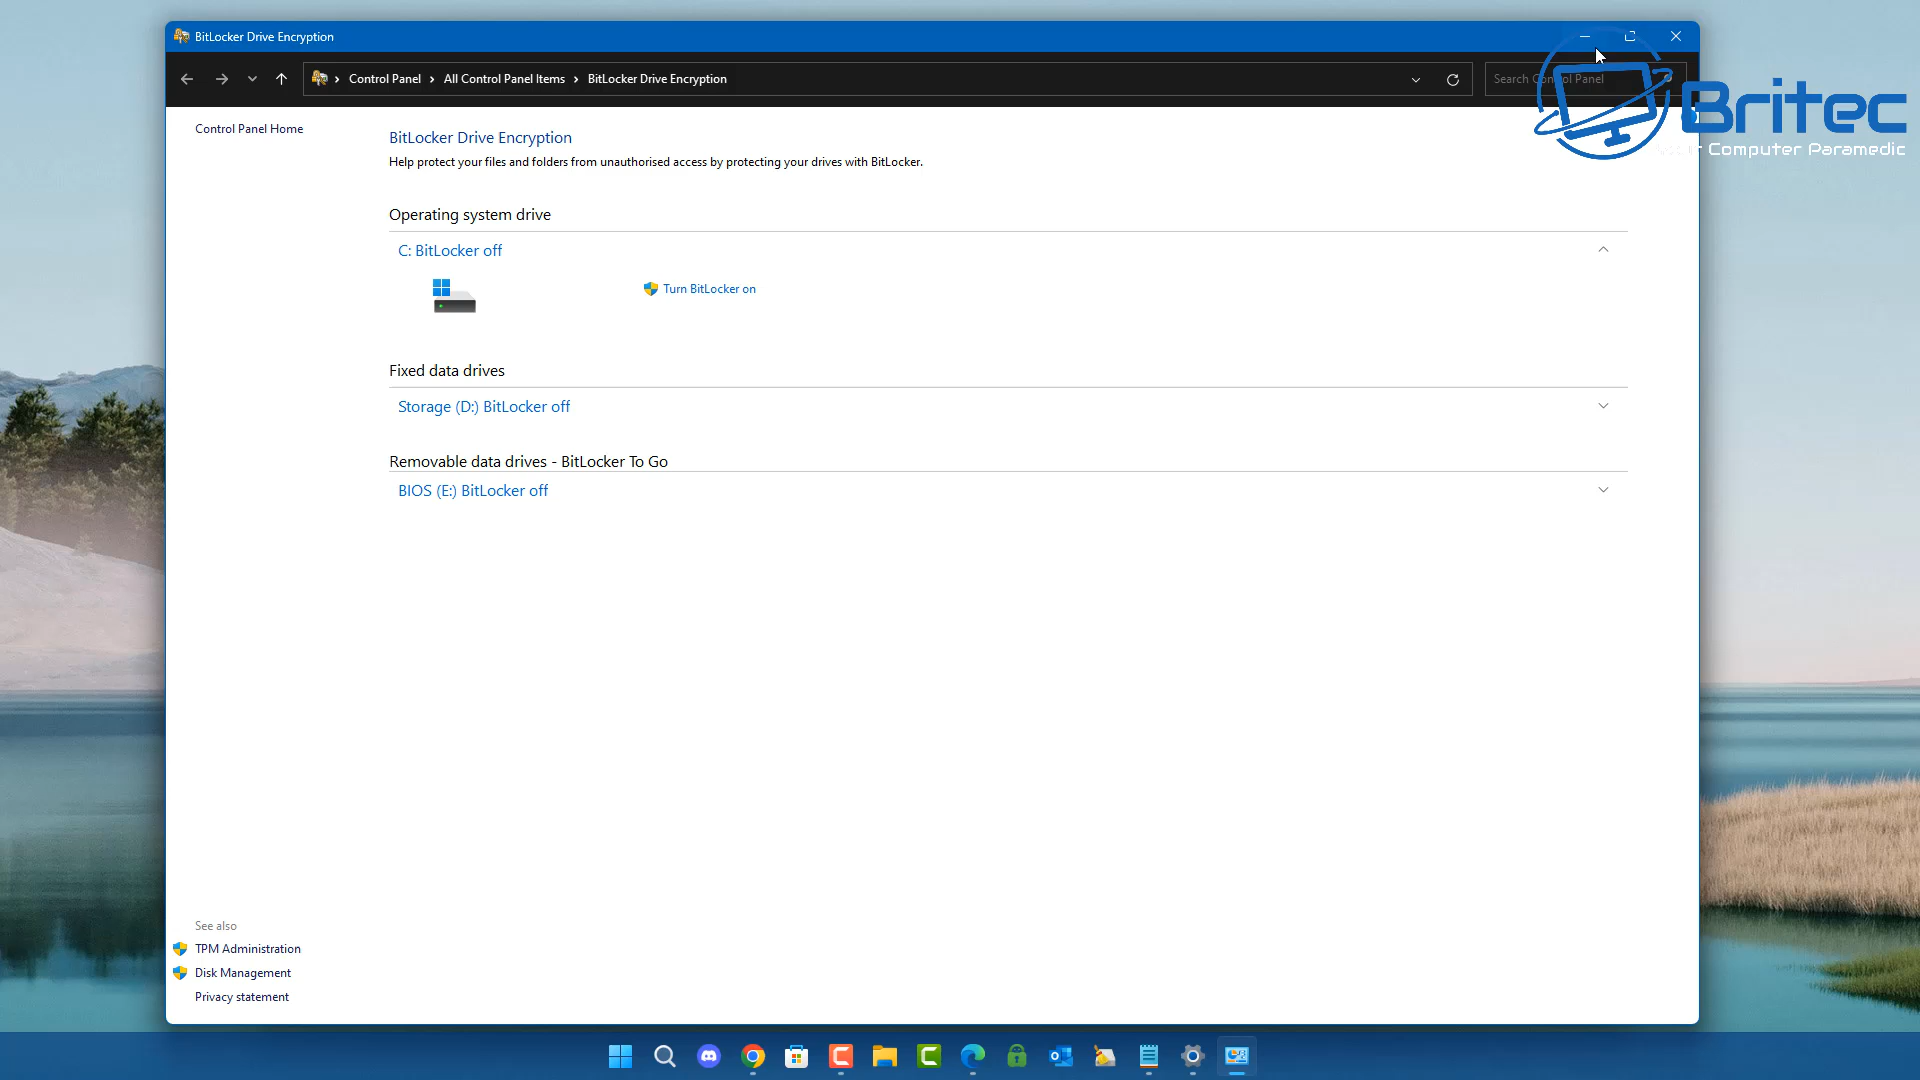 BitLocker Drive Encryption
Control Panel > All Control Panel Items > BitLocker Drive Encryption
Search Control Panel
Britec
Computer Paramedic
Control Panel Home
BitLocker Drive Encryption
Help protect your files and folders from unauthorised access by protecting your drives with BitLocker.
Operating system drive
C: BitLocker off
Turn BitLocker on
Fixed data drives
Storage (D:) BitLocker off
Removable data drives - BitLocker To Go
BIOS (E:) BitLocker off
See also
TPM Administration
Disk Management
Privacy statement